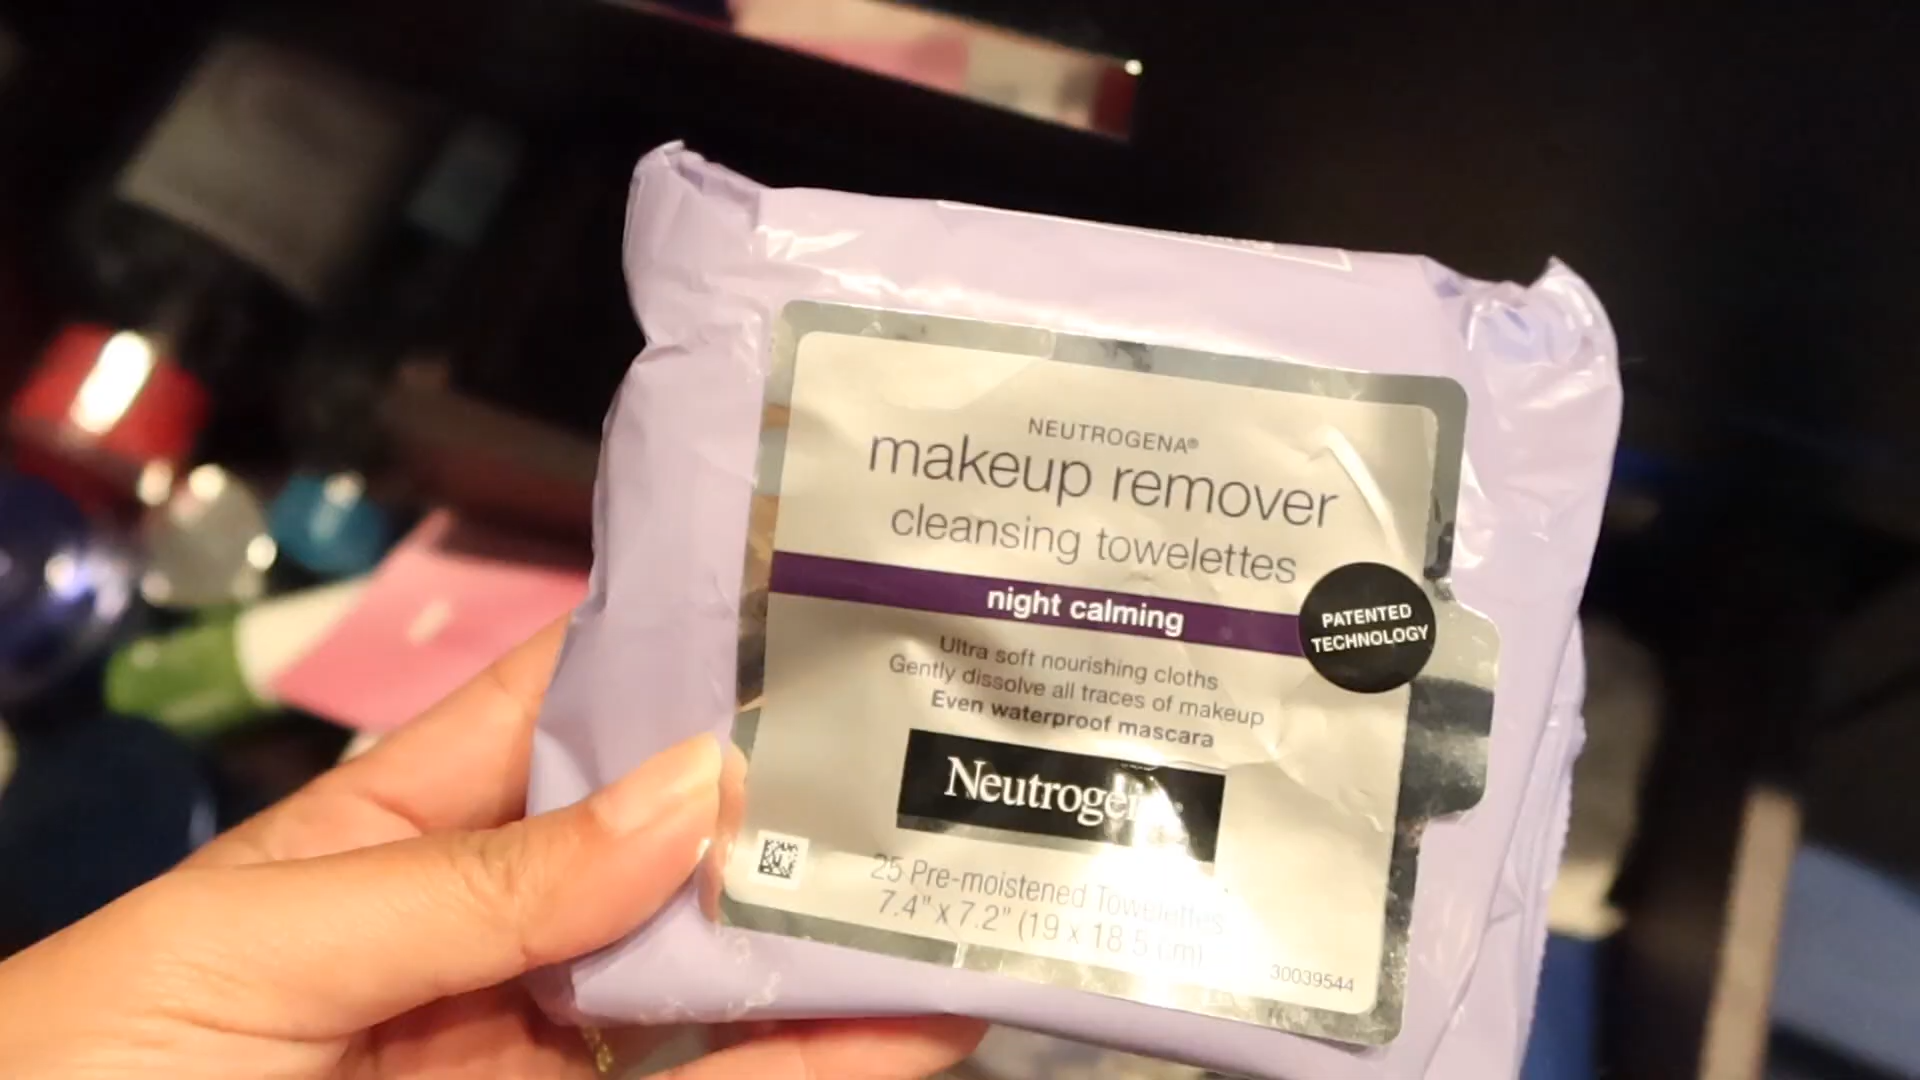 NEUTROGENA®
makeup remover
cleansing towelettes
night calming
PATENTED
TECHNOLOGY
Ultra soft nourishing cloths
Gently dissolve all traces of makeup
Even waterproof mascara
25 Pre-moistened Towelettes
7.4" x 7.2" (19 x 18.5 cm)
30039544